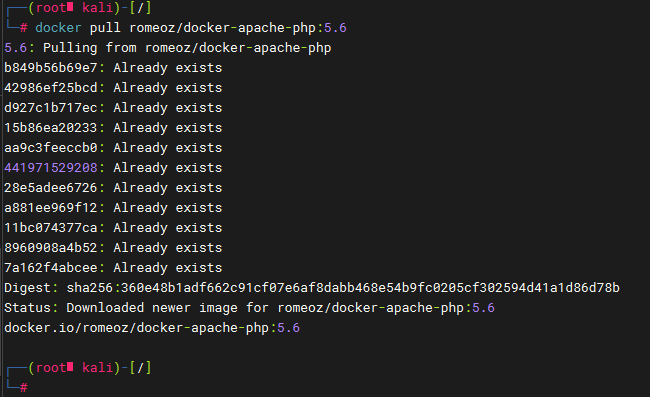 ┌──(root💀kali)-[/]
└─# docker pull romeoz/docker-apache-php:5.6
5.6: Pulling from romeoz/docker-apache-php
b849b56b69e7: Already exists
42986ef25bcd: Already exists
d927c1b717ec: Already exists
15b86ea20233: Already exists
aa9c3feeccb0: Already exists
441971529208: Already exists
28e5adee6726: Already exists
a881ee969f12: Already exists
11bc074377ca: Already exists
8960908a4b52: Already exists
7a162f4abcee: Already exists
Digest: sha256:360e48b1adf662c91cf07e6af8dabb468e54b9fc0205cf302594d41a1d86d78b
Status: Downloaded newer image for romeoz/docker-apache-php:5.6
docker.io/romeoz/docker-apache-php:5.6
┌──(root💀kali)-[/]
└─#